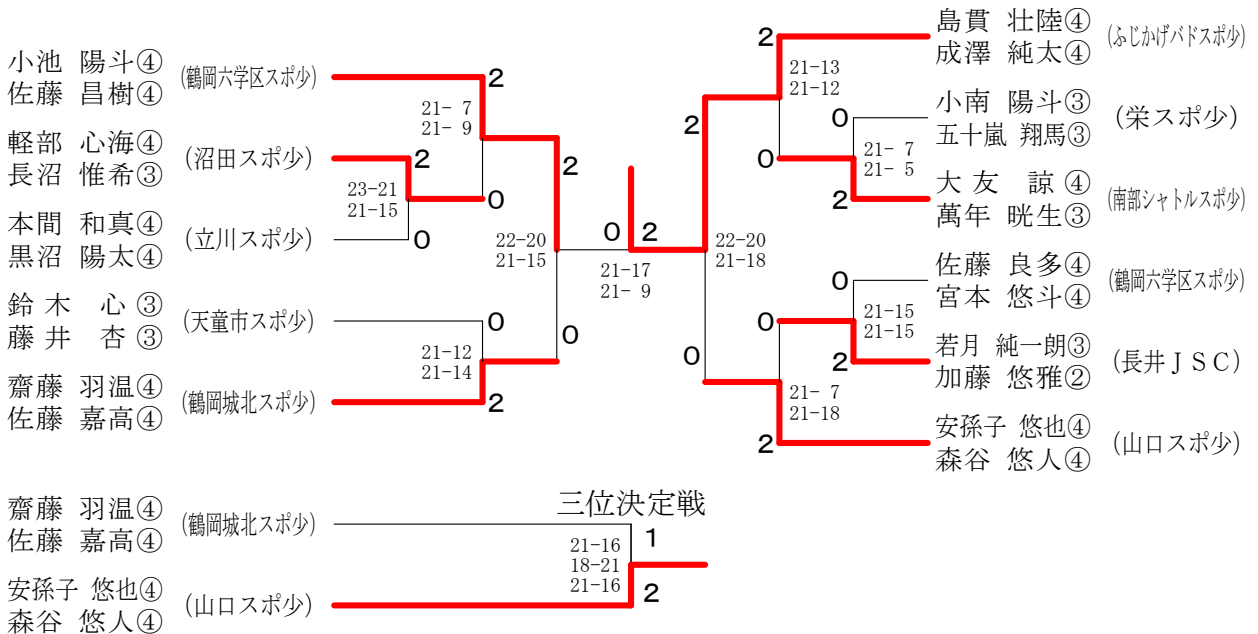 小池 陽斗④
佐藤 昌樹④
(鶴岡六学区スポ少)
2
21- 7
21- 9
軽部 心海④
長沼 惟希③
(沼田スポ少)
2
23-21
21-15
0
本間 和真④
黒沼 陽太④
(立川スポ少)
0
2
22-20
21-15
0
鈴木 心③
藤井 杏③
(天童市スポ少)
0
21-12
21-14
齋藤 羽温④
佐藤 嘉高④
(鶴岡城北スポ少)
2
0 2
21-17
21- 9
島貫 壮陸④
成澤 純太④
(ふじかげバドスポ少)
2
21-13
21-12
小南 陽斗③
五十嵐 翔馬③
(栄スポ少)
0
21- 7
21- 5
0
大友 諒④
萬年 晄生③
(南部シャトルスポ少)
2
2
22-20
21-18
0
佐藤 良多④
宮本 悠斗④
(鶴岡六学区スポ少)
0
21-15
21-15
0
若月 純一朗③
加藤 悠雅②
(長井ＪＳＣ)
2
21- 7
21-18
安孫子 悠也④
森谷 悠人④
(山口スポ少)
2
三位決定戦
齋藤 羽温④
佐藤 嘉高④
(鶴岡城北スポ少)
1
21-16
18-21
21-16
安孫子 悠也④
森谷 悠人④
(山口スポ少)
2